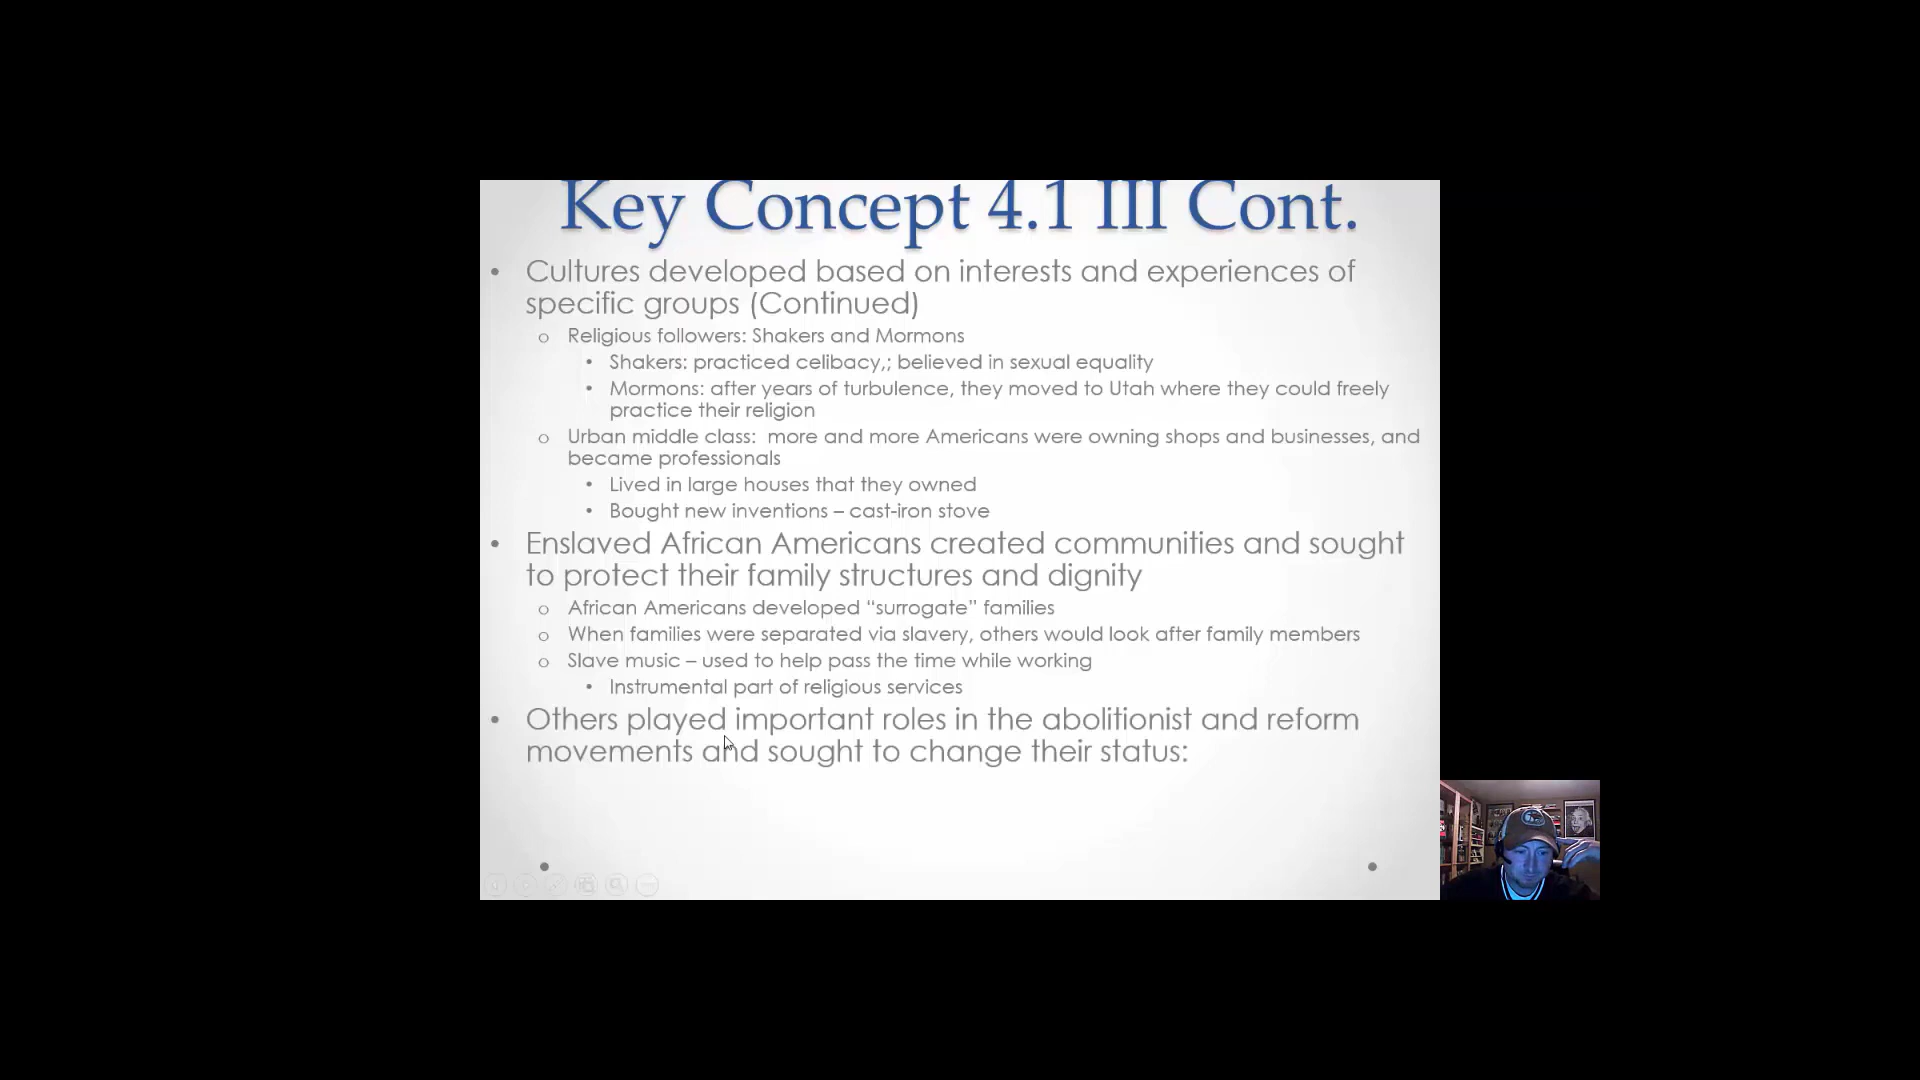 Key Concept 4.1 III Cont.
• Cultures developed based on interests and experiences of
specific groups (Continued)
o Religious followers: Shakers and Mormons
• Shakers: practiced celibacy,; believed in sexual equality
• Mormons: after years of turbulence, they moved to Utah where they could freely
practice their religion
o Urban middle class:  more and more Americans were owning shops and businesses, and
became professionals
• Lived in large houses that they owned
• Bought new inventions – cast-iron stove
• Enslaved African Americans created communities and sought
to protect their family structures and dignity
o African Americans developed “surrogate” families
o When families were separated via slavery, others would look after family members
o Slave music – used to help pass the time while working
• Instrumental part of religious services
• Others played important roles in the abolitionist and reform
movements and sought to change their status: